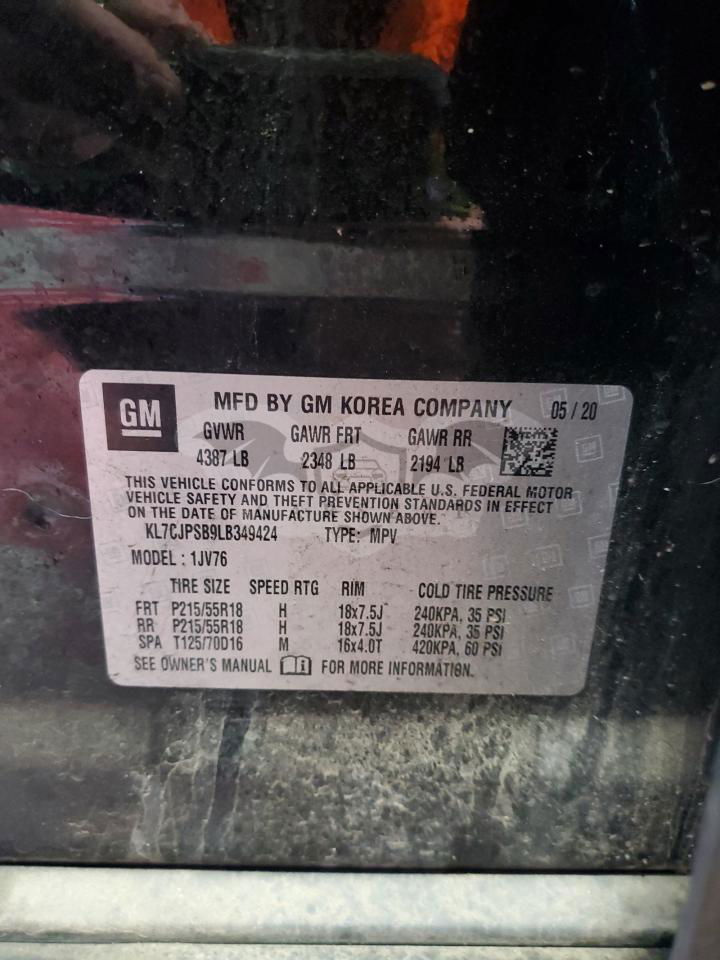 GM MFD BY GM KOREA COMPANY 05 / 20
GVWR GAWR FRT GAWR RR
4387 LB 2348 LB 2194 LB
THIS VEHICLE CONFORMS TO ALL APPLICABLE U.S. FEDERAL MOTOR
VEHICLE SAFETY AND THEFT PREVENTION STANDARDS IN EFFECT
ON THE DATE OF MANUFACTURE SHOWN ABOVE.
KL7CJPSB9LB349424 TYPE: MPV
MODEL : 1JV76
TIRE SIZE SPEED RTG RIM COLD TIRE PRESSURE
FRT P215/55R18 H 18x7.5J 240KPA, 35 PSI
RR P215/55R18 H 18x7.5J 240KPA, 35 PSI
SPA T125/70D16 M 16x4.0T 420KPA, 60 PSI
SEE OWNER'S MANUAL FOR MORE INFORMATION.